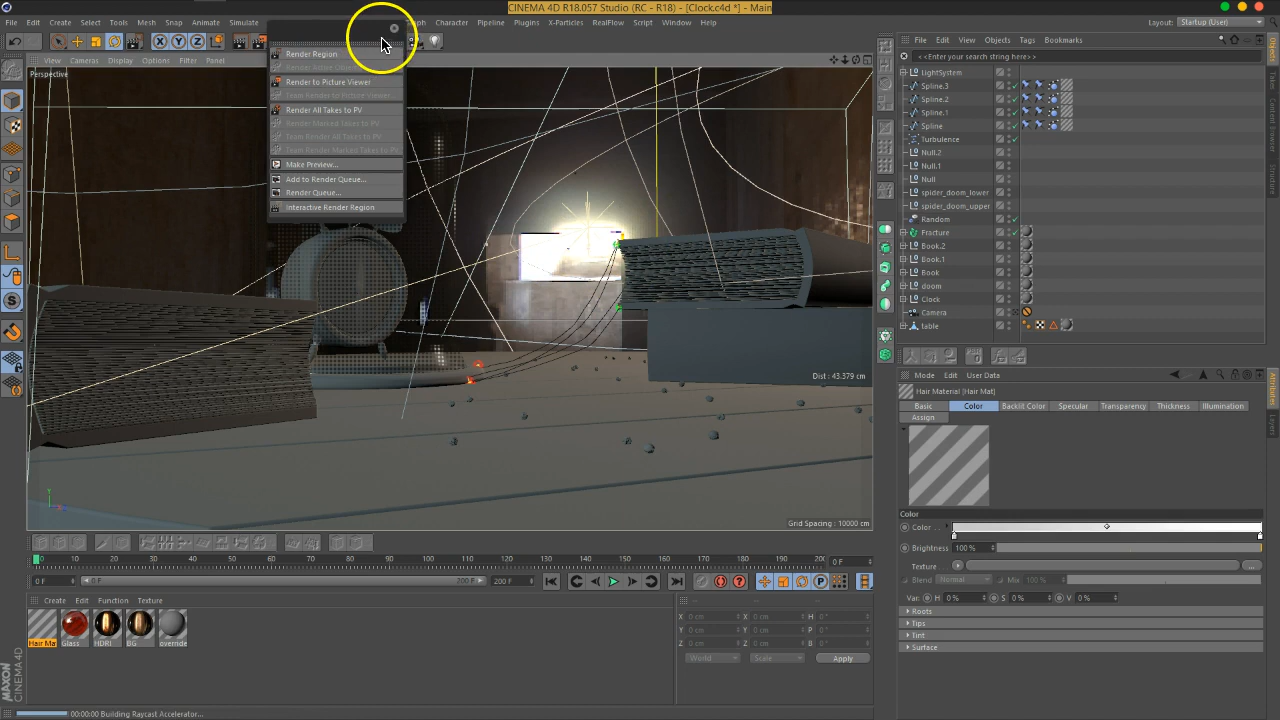 CINEMA 4D R18.057 Studio (RC - R18) - [Clock.c4d *] - Main
File Edit Create Select Tools Mesh Snap Animate Simulate Character Pipeline Plugins X-Particles RealFlow Script Window Help
Layout: Startup (User)
View Cameras Display Options Filter Panel
Perspective
Render Region
Render to Picture Viewer
Team Render to Picture Viewer...
Render All Takes to PV
Render Marked Takes to PV
Team Render All Takes to PV
Team Render Marked Takes to PV
Make Preview...
Add to Render Queue...
Render Queue...
Interactive Render Region
Dist : 43.379 cm
Grid Spacing : 10000 cm
File Edit View Objects Tags Bookmarks
<<Enter your search phrase here>>
LightSystem
Spline.3
Spline.2
Spline.1
Spline
Turbulence
Null.2
Null.1
Null
spider_doom_lower
spider_doom_upper
Random
Fracture
Book.2
Book.1
Book
doom
Clock
Camera
table
Objects
Takes
Structure
Mode Edit User Data
Hair Material [Hair Mat]
Basic Color Backlit Color Specular Transparency Thickness Illumination
Assign
Color
Color . . .
Brightness 100 %
Texture . . . . .
Blend Normal Mix 100 %
Var: H 0 % S 0 % V 0 %
Roots
Tips
Tint
Surface
Attributes
Layers
0 10 20 30 40 50 60 70 80 90 100 110 120 130 140 150 160 170 180 190
0 F
0 F 0 F 200 F 200 F
Create Edit Function Texture
Hair Mat Glass HDRI BG override
-- -- --
X 0 cm X 0 cm H 0 °
Y 0 cm Y 0 cm P 0 °
Z 0 cm Z 0 cm B 0 °
World Scale Apply
MAXON
CINEMA 4D
00:00:00 Building Raycast Accelerator...